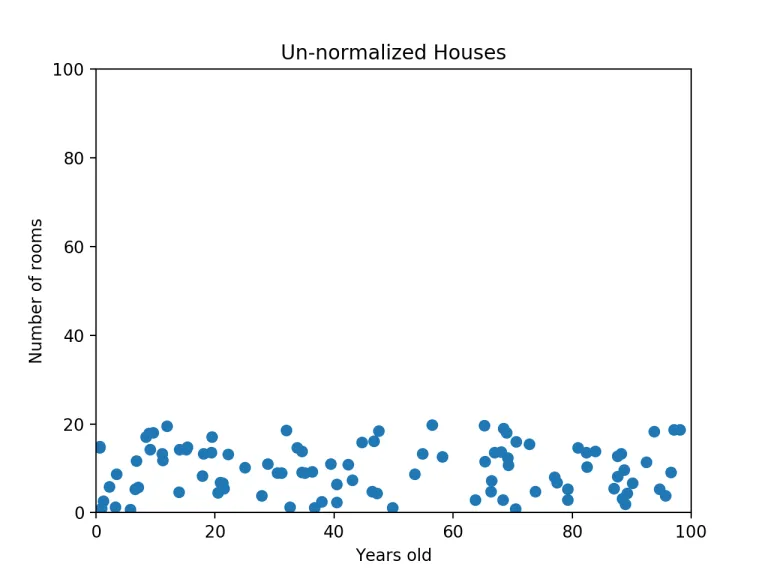 Un-normalized Houses
100
80
60
40
20
0
Number of rooms
0 20 40 60 80 100
Years old